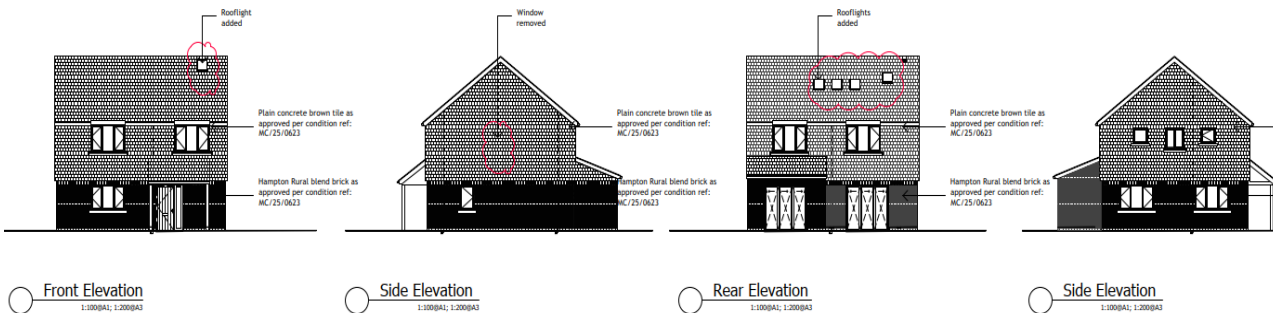 Rooflight
added
Window
removed
Rooflights
added
Plain concrete brown tile as
approved per condition ref:
MC/25/0623
Plain concrete brown tile as
approved per condition ref:
MC/25/0623
Plain concrete brown tile as
approved per condition ref:
MC/25/0623
Hampton Rural blend brick as
approved per condition ref:
MC/25/0623
Hampton Rural blend brick as
approved per condition ref:
MC/25/0623
Hampton Rural blend brick as
approved per condition ref:
MC/25/0623
Front Elevation
1:100@A1; 1:200@A3
Side Elevation
1:100@A1; 1:200@A3
Rear Elevation
1:100@A1; 1:200@A3
Side Elevation
1:100@A1; 1:200@A3